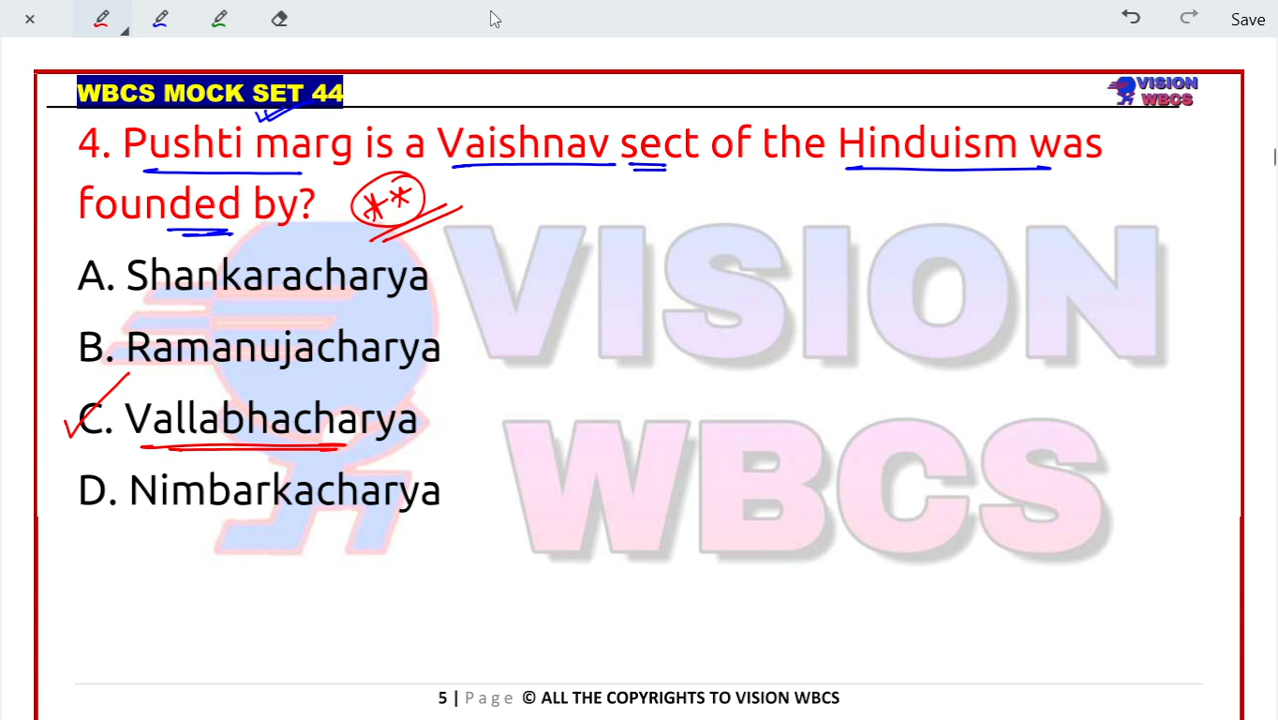 Save
WBCS MOCK SET 44
VISION
WBCS
4. Pushti marg is a Vaishnav sect of the Hinduism was
founded by? **
A. Shankaracharya
B. Ramanujacharya
C. Vallabhacharya
D. Nimbarkacharya
VISION
WBCS
5 | Page © ALL THE COPYRIGHTS TO VISION WBCS